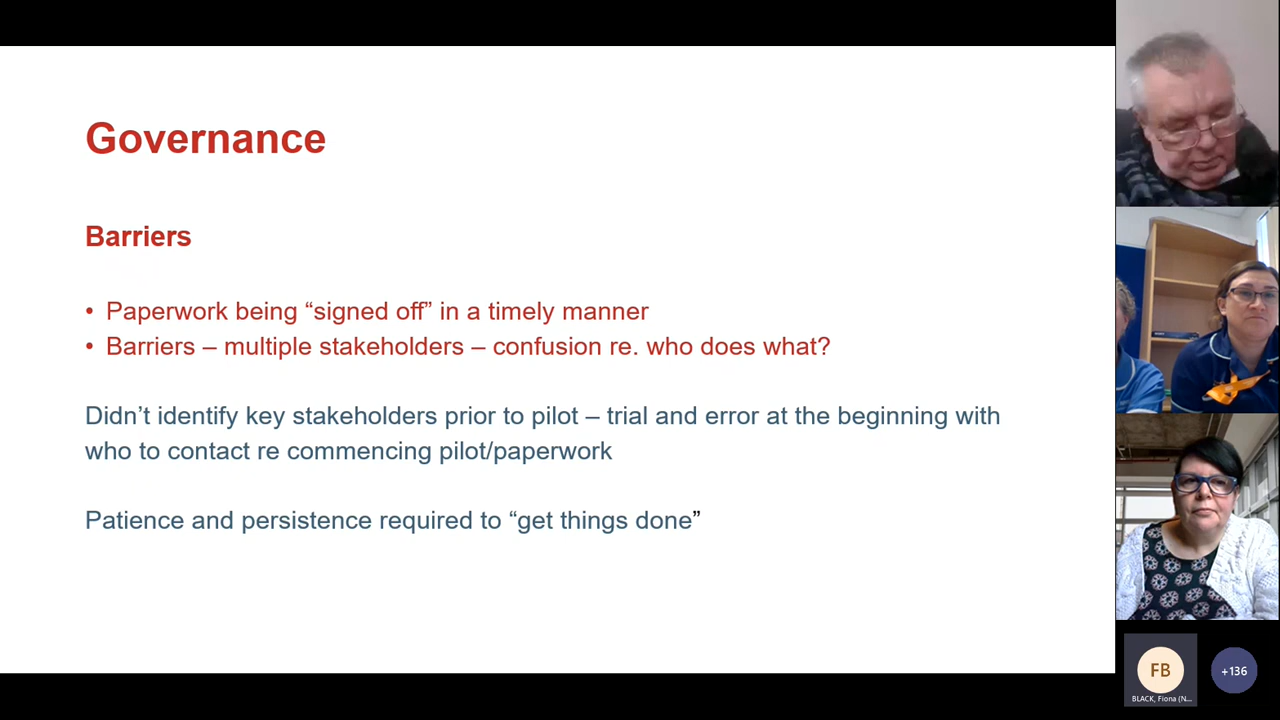 Governance
Barriers
• Paperwork being “signed off” in a timely manner
• Barriers – multiple stakeholders – confusion re. who does what?
Didn’t identify key stakeholders prior to pilot – trial and error at the beginning with
who to contact re commencing pilot/paperwork
Patience and persistence required to “get things done”
FB
+136
BLACK, Fiona (N...